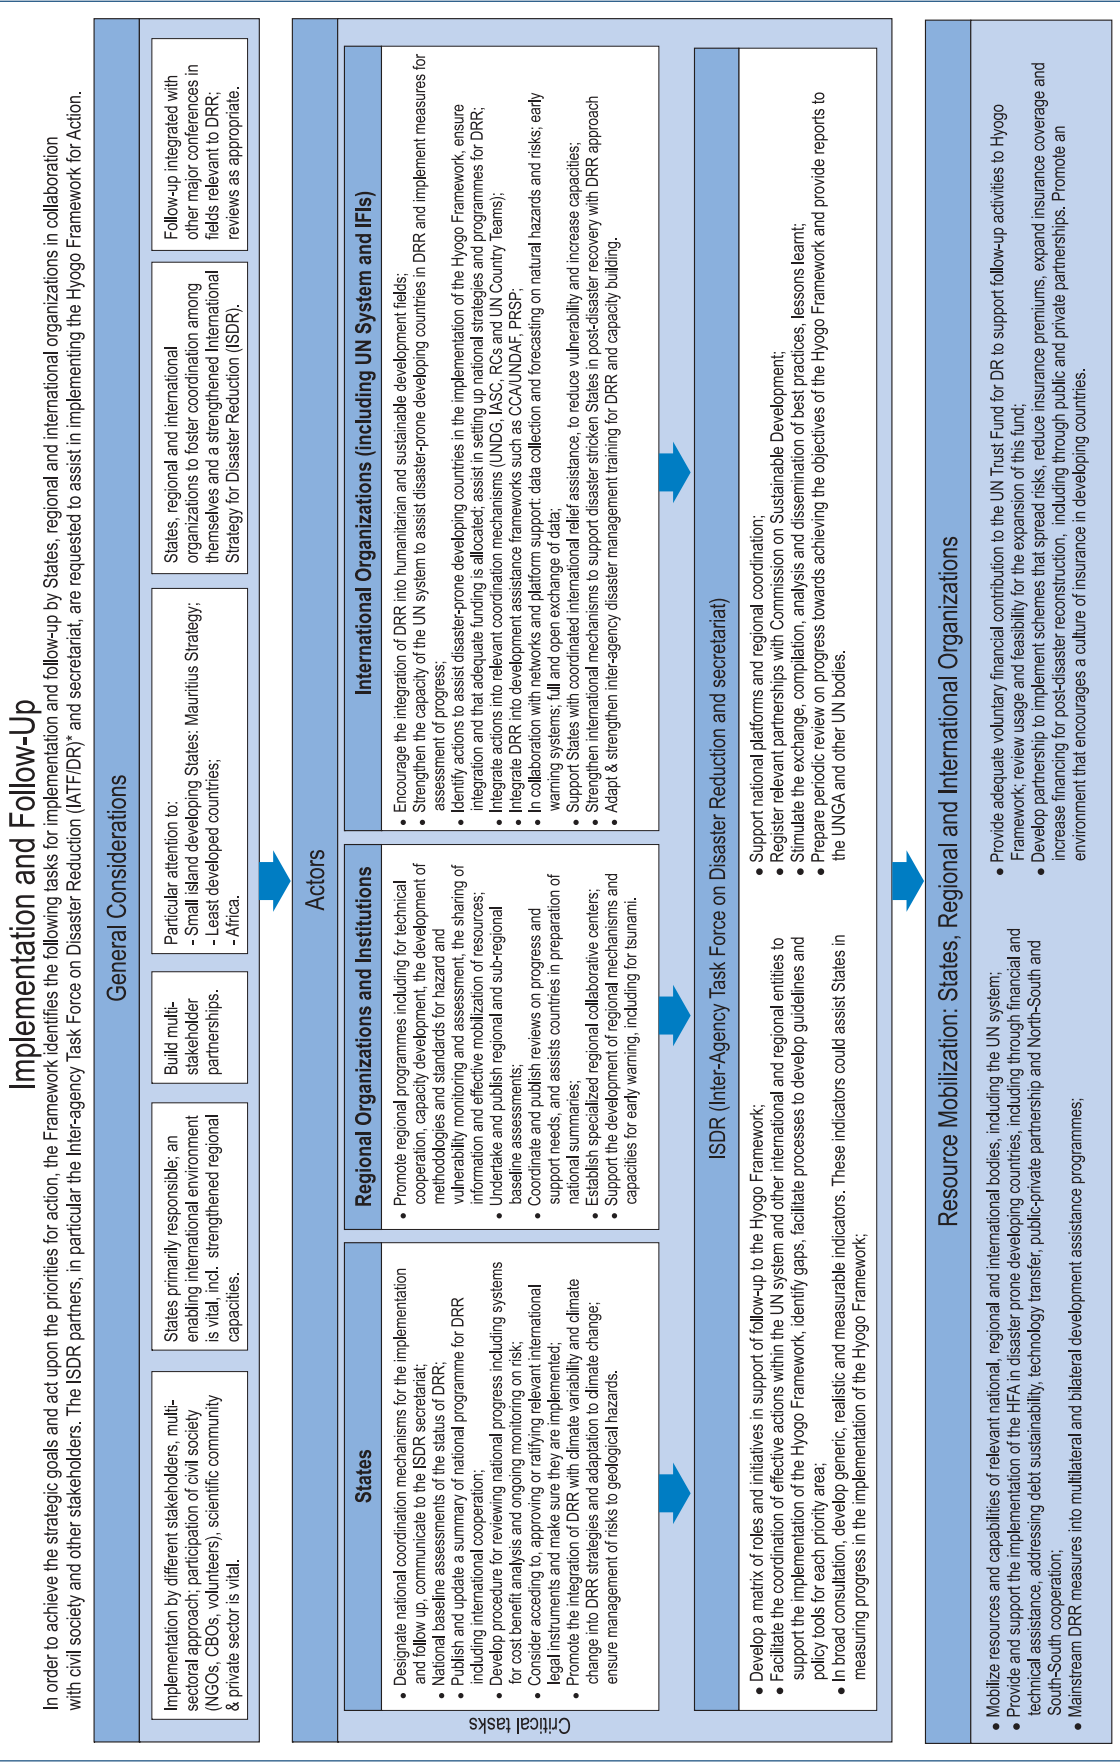 Implementation and Follow-Up
In order to achieve the strategic goals and act upon the priorities for action, the Framework identifies the following tasks for implementation and follow-up by States, regional and international organizations in collaboration
with civil society and other stakeholders. The ISDR partners, in particular the Inter-agency Task Force on Disaster Reduction (IATF/DR)* and secretariat, are requested to assist in implementing the Hyogo Framework for Action.
General Considerations
Implementation by different stakeholders, multi-
sectoral approach; participation of civil society
(NGOs, CBOs, volunteers), scientific community
& private sector is vital.
States primarily responsible; an
enabling international environment
is vital, incl. strengthened regional
capacities.
Build multi-
stakeholder
partnerships.
Particular attention to:
- Small island developing States: Mauritius Strategy;
- Least developed countries;
- Africa.
States, regional and international
organizations to foster coordination among
themselves and a strengthened International
Strategy for Disaster Reduction (ISDR).
Follow-up integrated with
other major conferences in
fields relevant to DRR;
reviews as appropriate.
Actors
Critical tasks
States
• Designate national coordination mechanisms for the implementation
and follow up, communicate to the ISDR secretariat;
• National baseline assessments of the status of DRR;
• Publish and update a summary of national programme for DRR
including international cooperation;
• Develop procedure for reviewing national progress including systems
for cost benefit analysis and ongoing monitoring on risk;
• Consider acceding to, approving or ratifying relevant international
legal instruments and make sure they are implemented;
• Promote the integration of DRR with climate variability and climate
change into DRR strategies and adaptation to climate change;
ensure management of risks to geological hazards.
Regional Organizations and Institutions
• Promote regional programmes including for technical
cooperation, capacity development, the development of
methodologies and standards for hazard and
vulnerability monitoring and assessment, the sharing of
information and effective mobilization of resources;
• Undertake and publish regional and sub-regional
baseline assessments;
• Coordinate and publish reviews on progress and
support needs, and assists countries in preparation of
national summaries;
• Establish specialized regional collaborative centers;
• Support the development of regional mechanisms and
capacities for early warning, including for tsunami.
International Organizations (including UN System and IFIs)
• Encourage the integration of DRR into humanitarian and sustainable development fields;
• Strengthen the capacity of the UN system to assist disaster-prone developing countries in DRR and implement measures for
assessment of progress;
• Identify actions to assist disaster-prone developing countries in the implementation of the Hyogo Framework, ensure
integration and that adequate funding is allocated; assist in setting up national strategies and programmes for DRR;
• Integrate actions into relevant coordination mechanisms (UNDG, IASC, RCs and UN Country Teams);
• Integrate DRR into development assistance frameworks such as CCA/UNDAF, PRSP;
• In collaboration with networks and platform support: data collection and forecasting on natural hazards and risks; early
warning systems; full and open exchange of data;
• Support States with coordinated international relief assistance, to reduce vulnerability and increase capacities;
• Strengthen international mechanisms to support disaster stricken States in post-disaster recovery with DRR approach
• Adapt & strengthen inter-agency disaster management training for DRR and capacity building.
ISDR (Inter-Agency Task Force on Disaster Reduction and secretariat)
• Develop a matrix of roles and initiatives in support of follow-up to the Hyogo Framework;
• Facilitate the coordination of effective actions within the UN system and other international and regional entities to
support the implementation of the Hyogo Framework, identify gaps, facilitate processes to develop guidelines and
policy tools for each priority area;
• In broad consultation, develop generic, realistic and measurable indicators. These indicators could assist States in
measuring progress in the implementation of the Hyogo Framework;
• Support national platforms and regional coordination;
• Register relevant partnerships with Commission on Sustainable Development;
• Stimulate the exchange, compilation, analysis and dissemination of best practices, lessons learnt;
• Prepare periodic review on progress towards achieving the objectives of the Hyogo Framework and provide reports to
the UNGA and other UN bodies.
Resource Mobilization: States, Regional and International Organizations
• Mobilize resources and capabilities of relevant national, regional and international bodies, including the UN system;
• Provide and support the implementation of the HFA in disaster prone developing countries, including through financial and
technical assistance, addressing debt sustainability, technology transfer, public-private partnership and North-South and
South-South cooperation;
• Mainstream DRR measures into multilateral and bilateral development assistance programmes;
• Provide adequate voluntary financial contribution to the UN Trust Fund for DR to support follow-up activities to Hyogo
Framework; review usage and feasibility for the expansion of this fund;
• Develop partnership to implement schemes that spread risks, reduce insurance premiums, expand insurance coverage and
increase financing for post-disaster reconstruction, including through public and private partnerships. Promote an
environment that encourages a culture of insurance in developing countries.